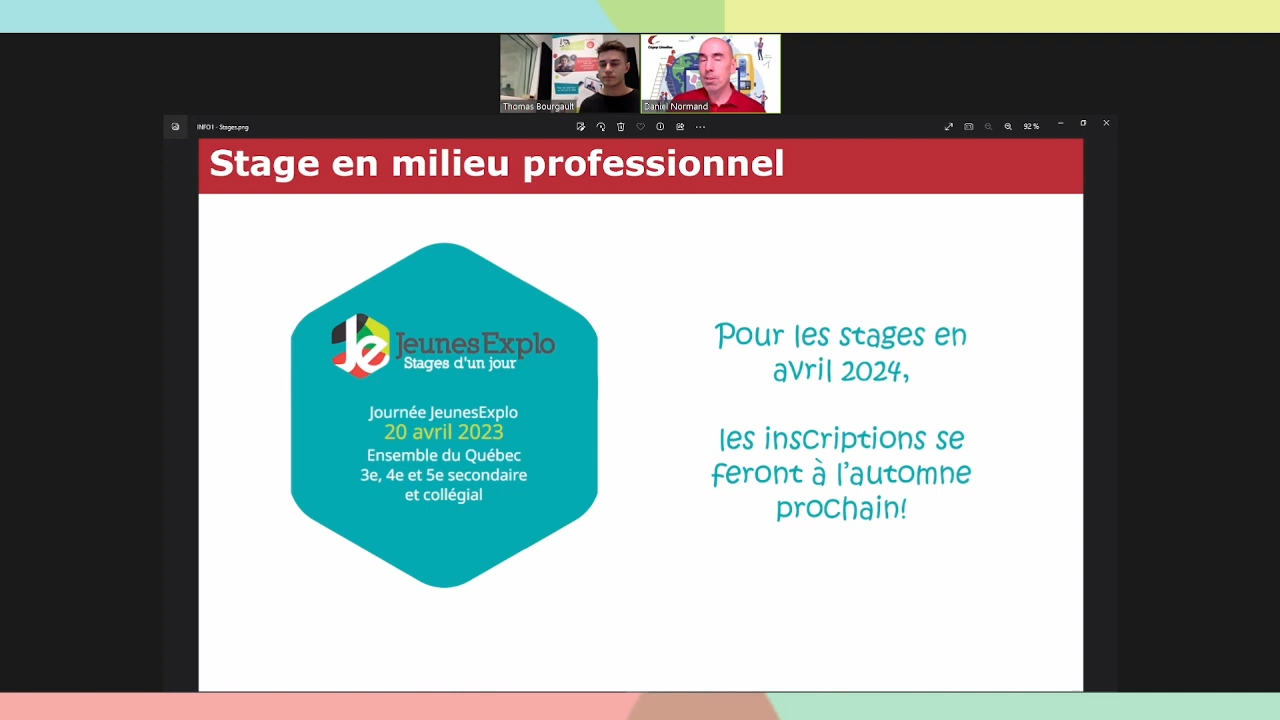 Thomas Bourgault
Daniel Normand
INFO1 - Stages.png
92 %
Stage en milieu professionnel
Je JeunesExplo
Stages d'un jour
Journée JeunesExplo
20 avril 2023
Ensemble du Québec
3e, 4e et 5e secondaire
et collégial
Pour les stages en
avril 2024,
les inscriptions se
feront à l'automne
prochain!